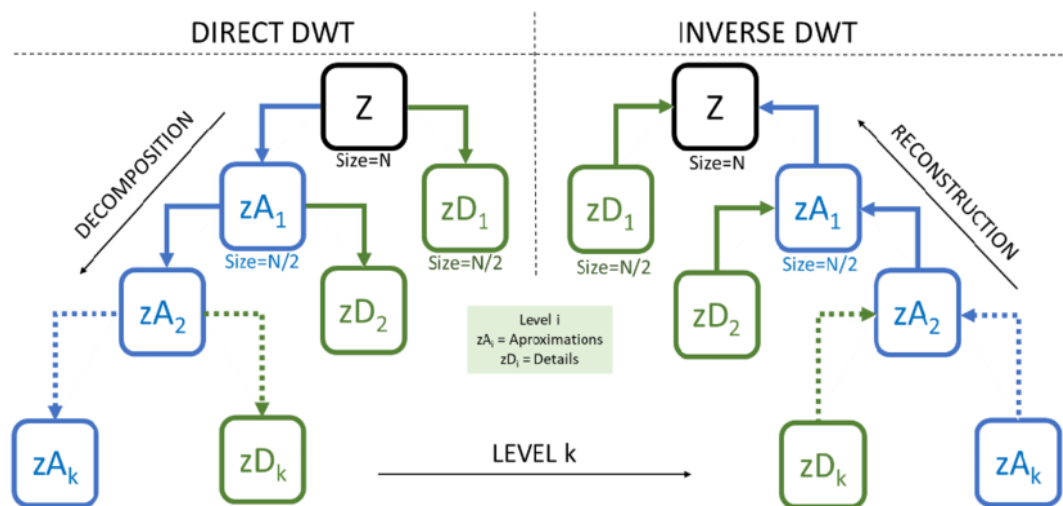 DIRECT DWT
INVERSE DWT
DECOMPOSITION
Z
Size=N
zA₁
Size=N/2
zD₁
Size=N/2
zA₂
zD₂
zAₖ
zDₖ
Level i
zAᵢ = Aproximations
zDᵢ = Details
LEVEL k
Z
Size=N
zD₁
Size=N/2
zA₁
Size=N/2
RECONSTRUCTION
zD₂
zA₂
zDₖ
zAₖ